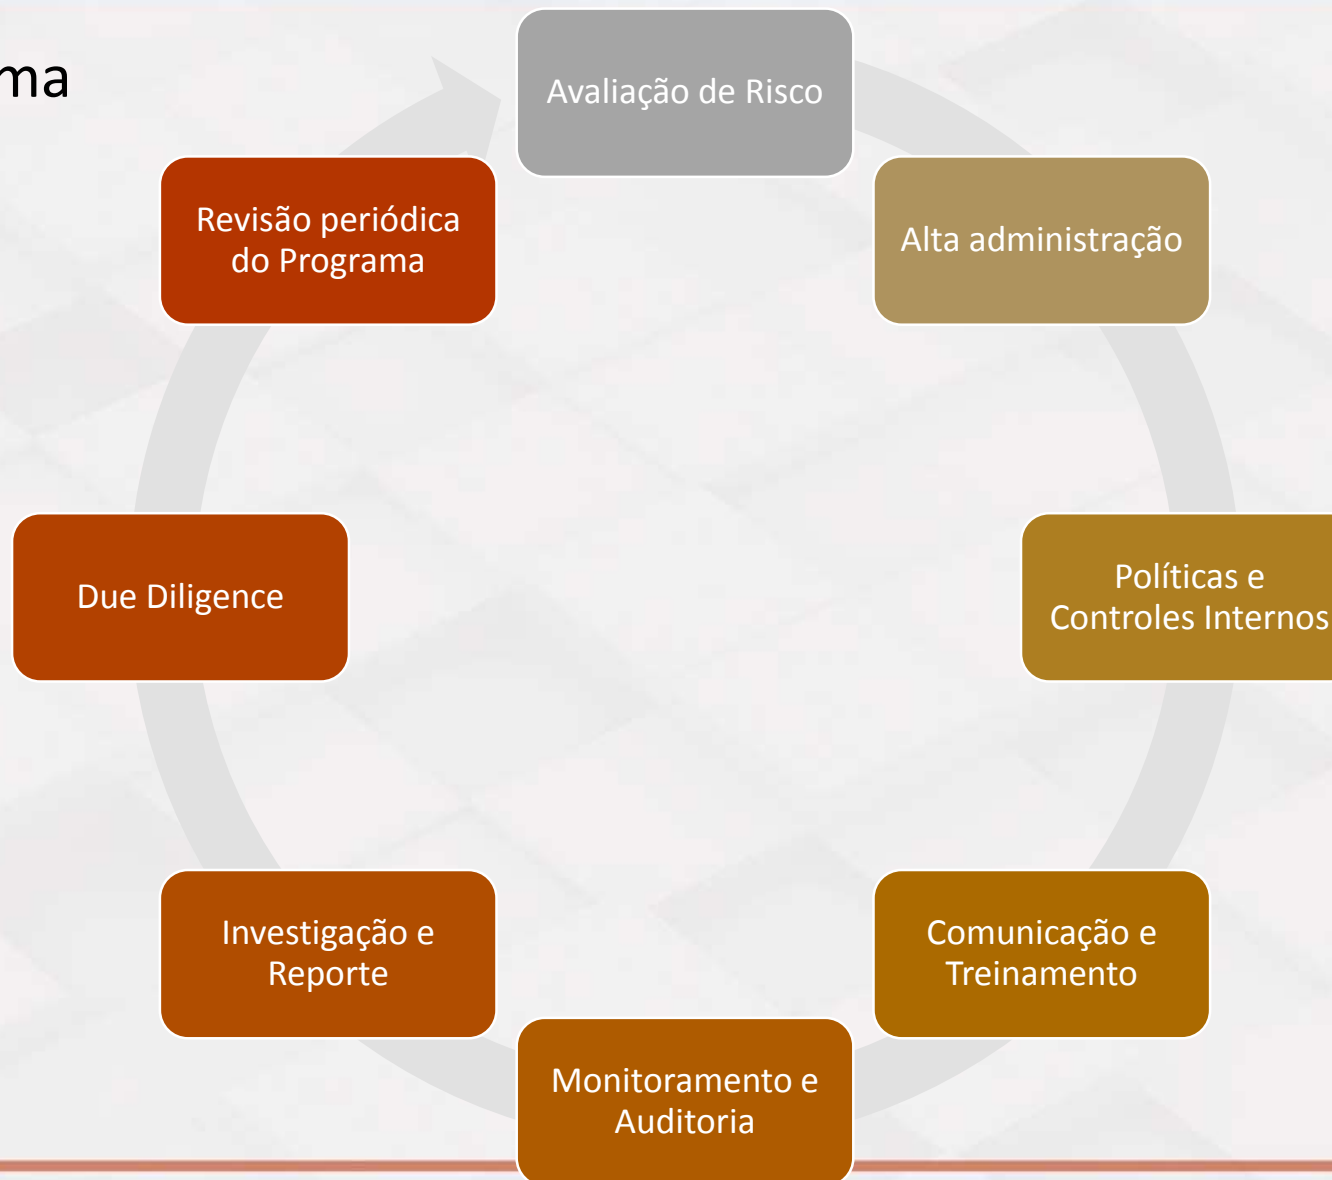 ma
Avaliação de Risco
Alta administração
Políticas e
Controles Internos
Comunicação e
Treinamento
Monitoramento e
Auditoria
Investigação e
Reporte
Due Diligence
Revisão periódica
do Programa